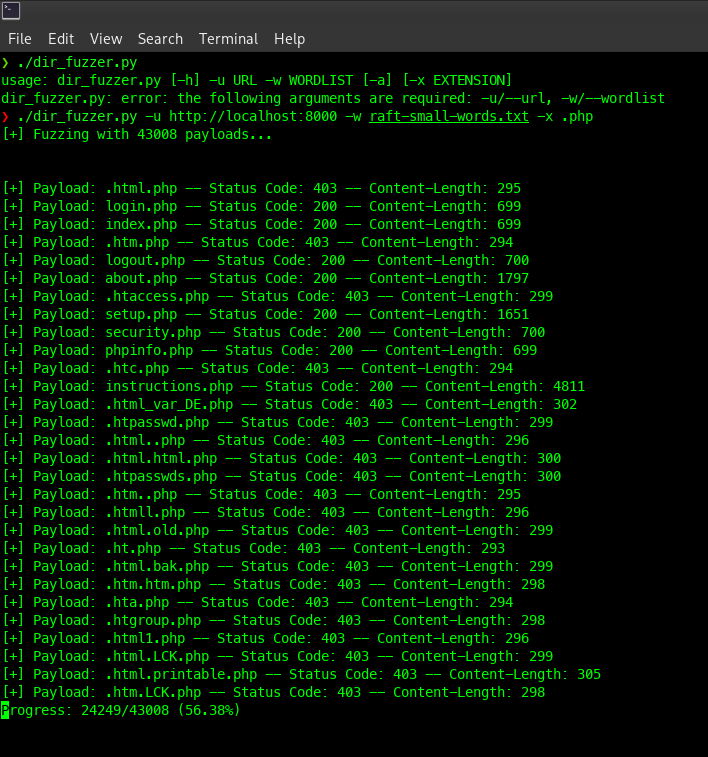 File Edit View Search Terminal Help
❯ ./dir_fuzzer.py
usage: dir_fuzzer.py [-h] -u URL -w WORDLIST [-a] [-x EXTENSION]
dir_fuzzer.py: error: the following arguments are required: -u/--url, -w/--wordlist
❯ ./dir_fuzzer.py -u http://localhost:8000 -w raft-small-words.txt -x .php
[+] Fuzzing with 43008 payloads...
[+] Payload: .html.php -- Status Code: 403 -- Content-Length: 295
[+] Payload: login.php -- Status Code: 200 -- Content-Length: 699
[+] Payload: index.php -- Status Code: 200 -- Content-Length: 699
[+] Payload: .htm.php -- Status Code: 403 -- Content-Length: 294
[+] Payload: logout.php -- Status Code: 200 -- Content-Length: 700
[+] Payload: about.php -- Status Code: 200 -- Content-Length: 1797
[+] Payload: .htaccess.php -- Status Code: 403 -- Content-Length: 299
[+] Payload: setup.php -- Status Code: 200 -- Content-Length: 1651
[+] Payload: security.php -- Status Code: 200 -- Content-Length: 700
[+] Payload: phpinfo.php -- Status Code: 200 -- Content-Length: 699
[+] Payload: .htc.php -- Status Code: 403 -- Content-Length: 294
[+] Payload: instructions.php -- Status Code: 200 -- Content-Length: 4811
[+] Payload: .html_var_DE.php -- Status Code: 403 -- Content-Length: 302
[+] Payload: .htpasswd.php -- Status Code: 403 -- Content-Length: 299
[+] Payload: .html..php -- Status Code: 403 -- Content-Length: 296
[+] Payload: .html.html.php -- Status Code: 403 -- Content-Length: 300
[+] Payload: .htpasswds.php -- Status Code: 403 -- Content-Length: 300
[+] Payload: .htm..php -- Status Code: 403 -- Content-Length: 295
[+] Payload: .htmll.php -- Status Code: 403 -- Content-Length: 296
[+] Payload: .html.old.php -- Status Code: 403 -- Content-Length: 299
[+] Payload: .ht.php -- Status Code: 403 -- Content-Length: 293
[+] Payload: .html.bak.php -- Status Code: 403 -- Content-Length: 299
[+] Payload: .htm.htm.php -- Status Code: 403 -- Content-Length: 298
[+] Payload: .hta.php -- Status Code: 403 -- Content-Length: 294
[+] Payload: .htgroup.php -- Status Code: 403 -- Content-Length: 298
[+] Payload: .html1.php -- Status Code: 403 -- Content-Length: 296
[+] Payload: .html.LCK.php -- Status Code: 403 -- Content-Length: 299
[+] Payload: .html.printable.php -- Status Code: 403 -- Content-Length: 305
[+] Payload: .htm.LCK.php -- Status Code: 403 -- Content-Length: 298
Progress: 24249/43008 (56.38%)